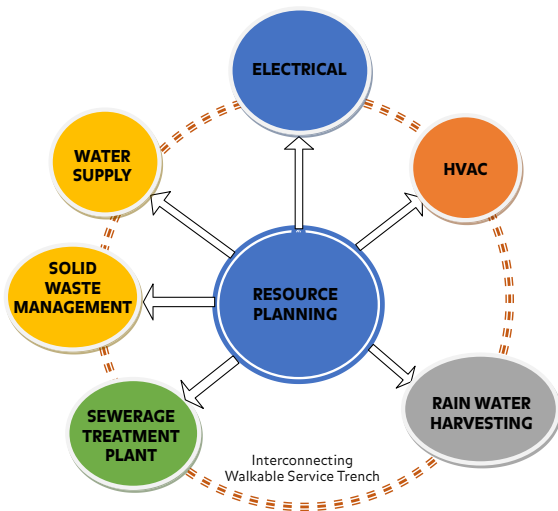 ELECTRICAL
WATER
SUPPLY
HVAC
SOLID
WASTE
MANAGEMENT
RESOURCE
PLANNING
SEWERAGE
TREATMENT
PLANT
RAIN WATER
HARVESTING
Interconnecting
Walkable Service Trench